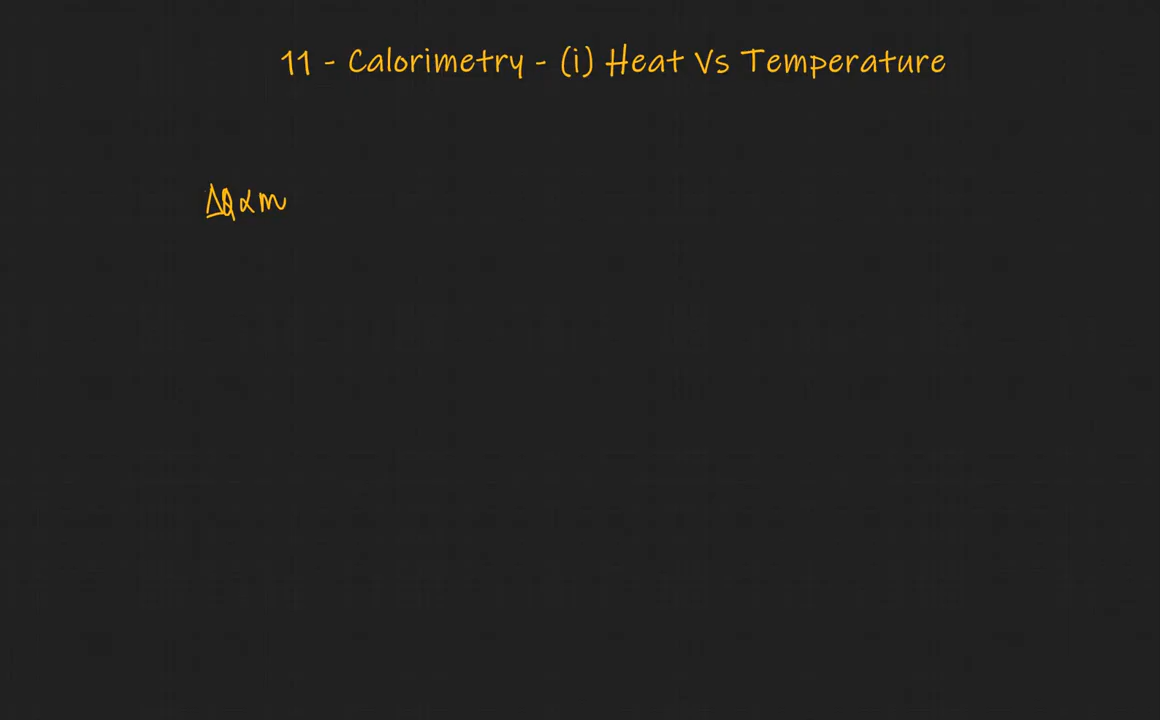 11 - Calorimetry - (i) Heat Vs Temperature
ΔQ α m